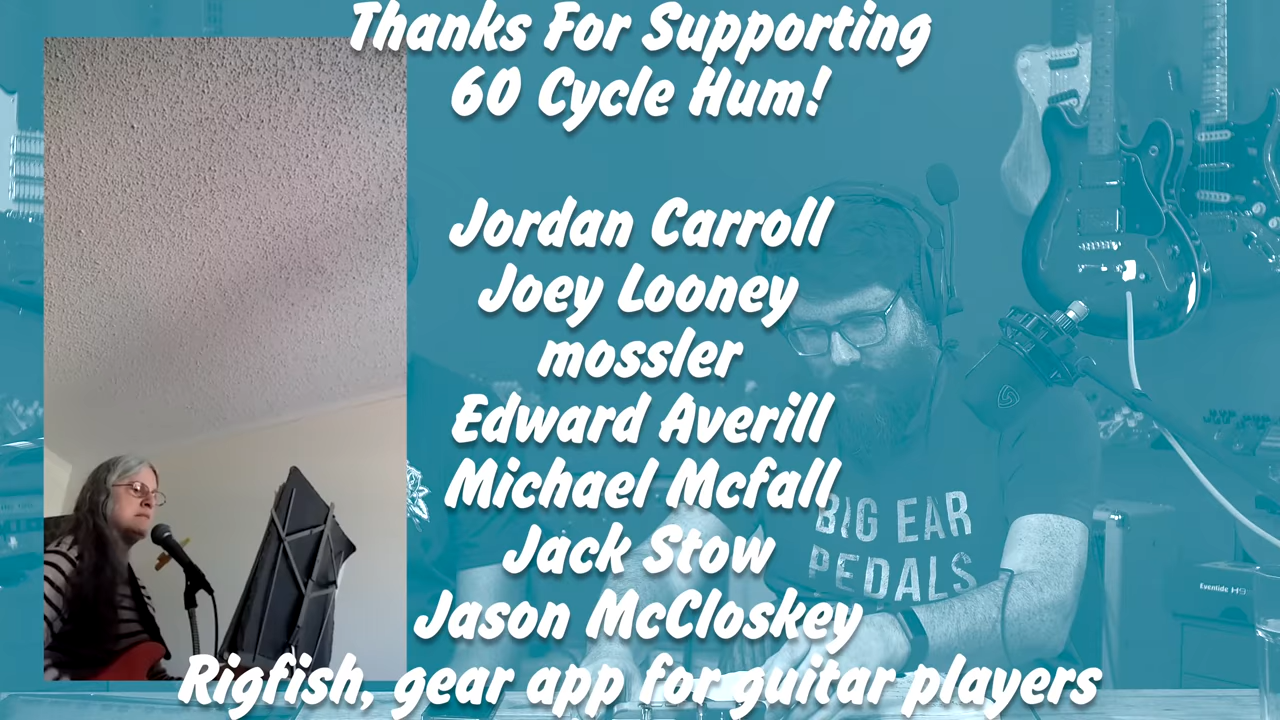 Thanks For Supporting
60 Cycle Hum!
Jordan Carroll
Joey Looney
mossler
Edward Averill
Michael Mcfall
Jack Stow
Jason McCloskey
Rigfish, gear app for guitar players
BIG EAR
PEDALS
Eventide H9